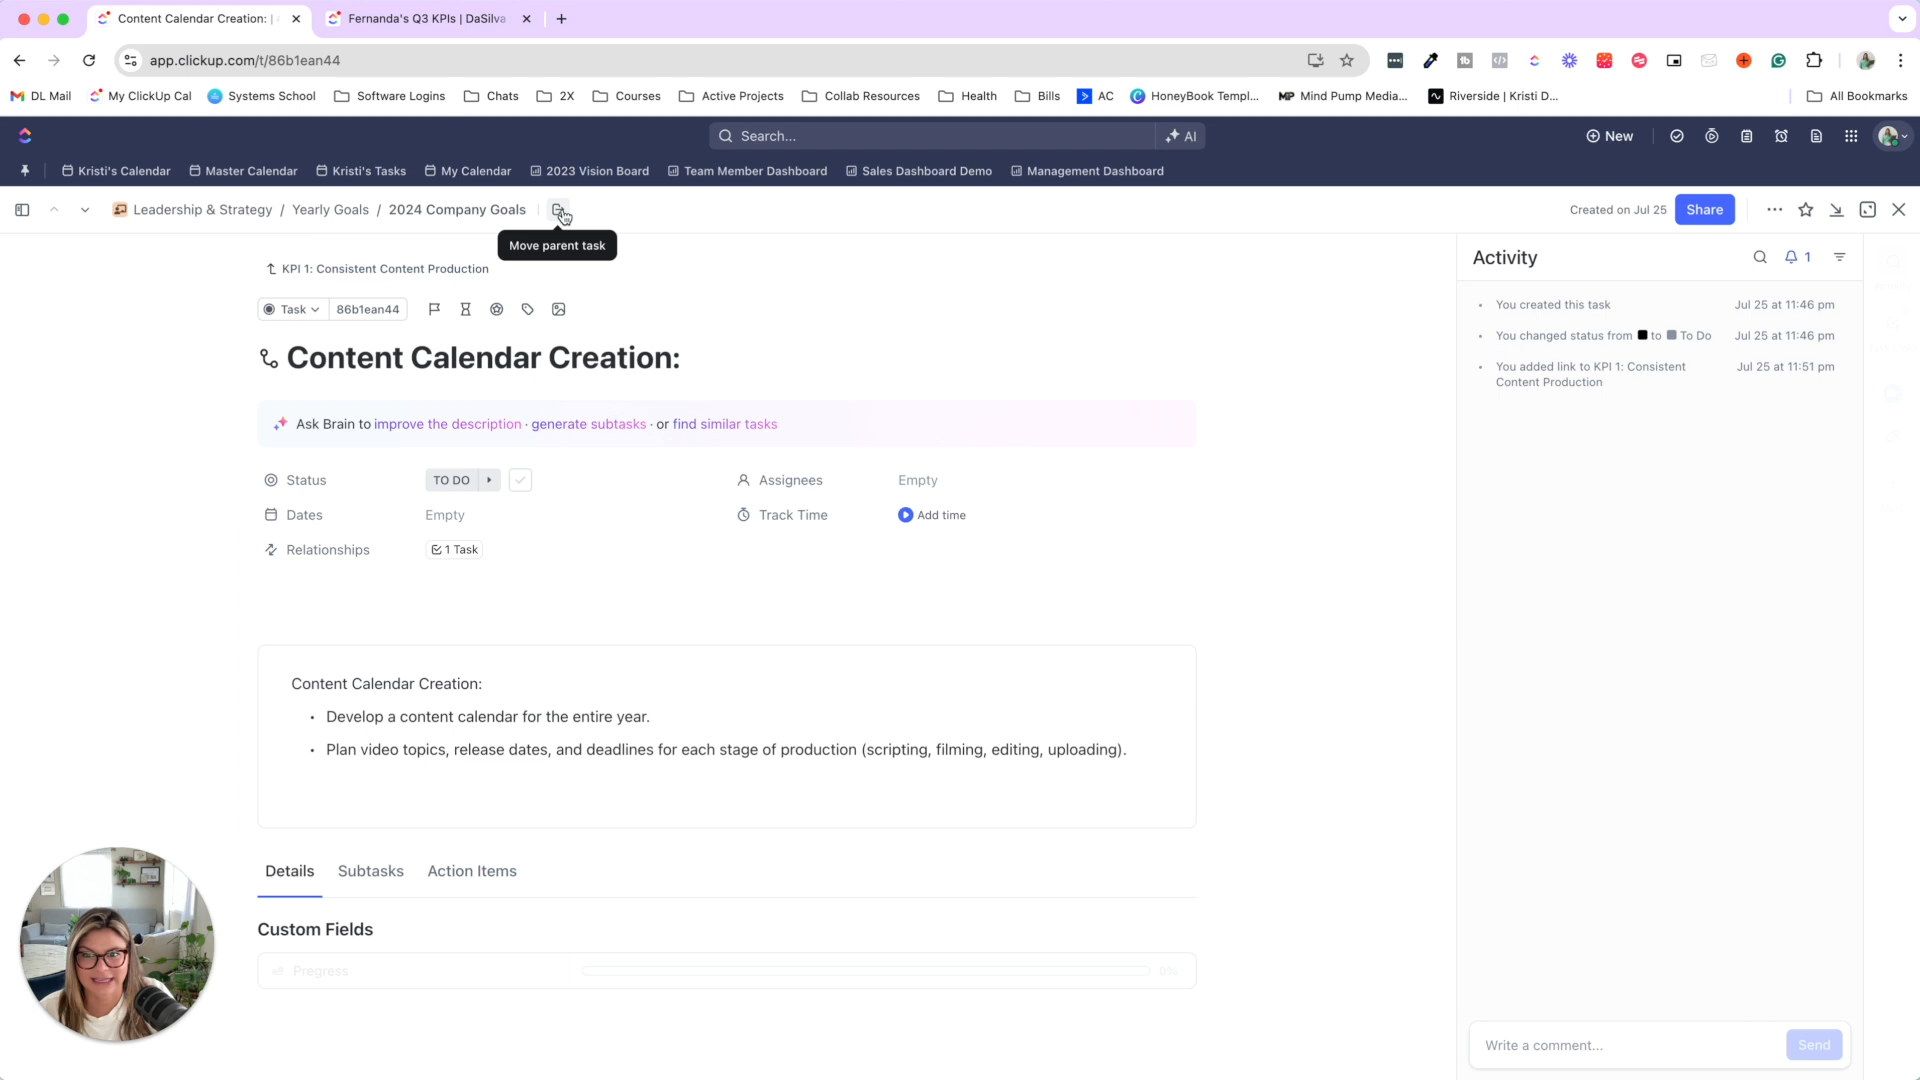 Content Calendar Creation: |
Fernanda's Q3 KPIs | DaSilva
app.clickup.com/t/86b1ean44
DL Mail
My ClickUp Cal
Systems School
Software Logins
Chats
2X
Courses
Active Projects
Collab Resources
Health
Bills
AC
HoneyBook Templ...
MP Mind Pump Media...
Riverside | Kristi D...
All Bookmarks
Search...
AI
New
Kristi's Calendar
Master Calendar
Kristi's Tasks
My Calendar
2023 Vision Board
Team Member Dashboard
Sales Dashboard Demo
Management Dashboard
Leadership & Strategy / Yearly Goals / 2024 Company Goals
Created on Jul 25
Share
Move parent task
KPI 1: Consistent Content Production
Task
86b1ean44
Content Calendar Creation:
Ask Brain to improve the description · generate subtasks · or find similar tasks
Status
TO DO
Assignees
Empty
Dates
Empty
Track Time
Add time
Relationships
1 Task
Content Calendar Creation:
• Develop a content calendar for the entire year.
• Plan video topics, release dates, and deadlines for each stage of production (scripting, filming, editing, uploading).
Details
Subtasks
Action Items
Custom Fields
Progress
0%
Activity
1
• You created this task
Jul 25 at 11:46 pm
• You changed status from to To Do
Jul 25 at 11:46 pm
• You added link to KPI 1: Consistent
Content Production
Jul 25 at 11:51 pm
Write a comment...
Send